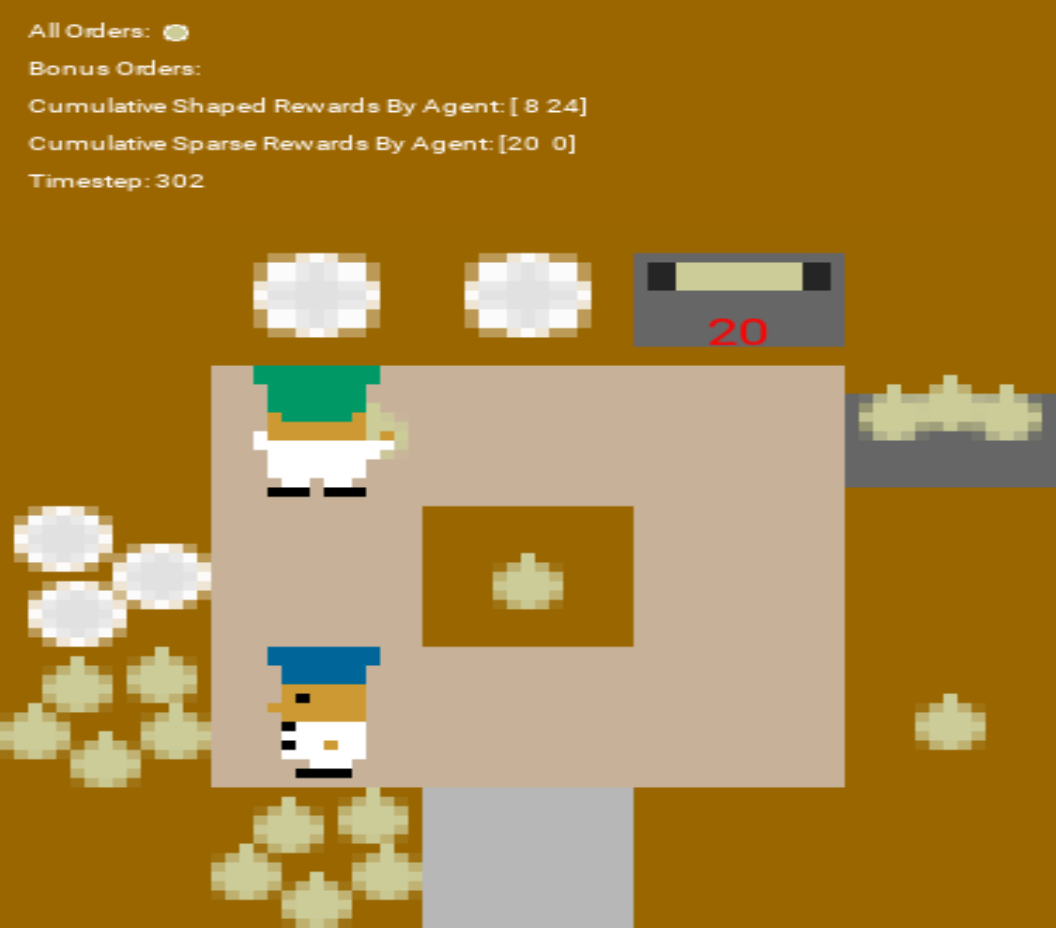 All Orders:
Bonus Orders:
Cumulative Shaped Rewards By Agent: [ 8 24]
Cumulative Sparse Rewards By Agent: [20  0]
Timestep: 302
20